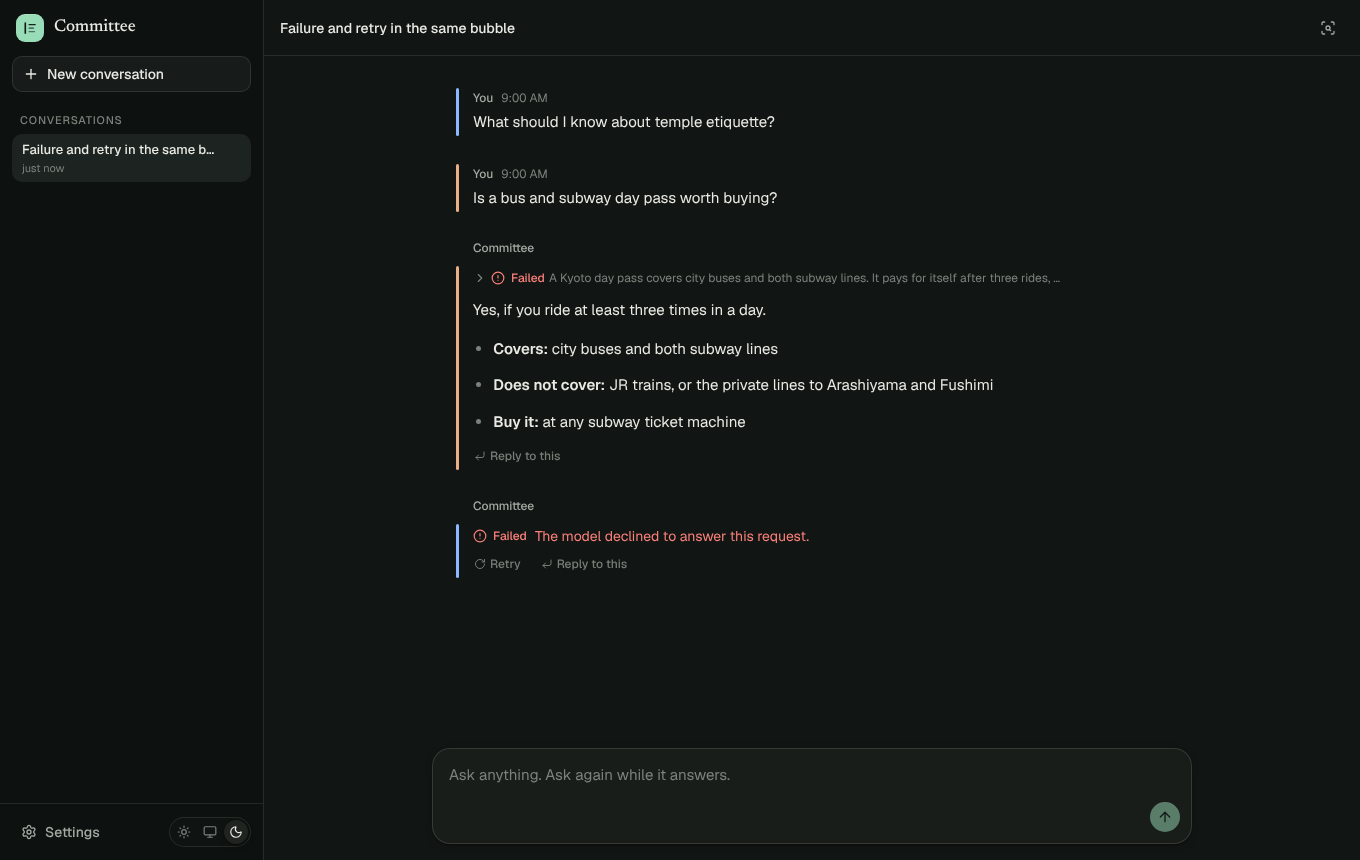 Committee
New conversation
CONVERSATIONS
Failure and retry in the same b...
just now
Settings
Failure and retry in the same bubble
You 9:00 AM
What should I know about temple etiquette?
You 9:00 AM
Is a bus and subway day pass worth buying?
Committee
Failed A Kyoto day pass covers city buses and both subway lines. It pays for itself after three rides, ...
Yes, if you ride at least three times in a day.
• Covers: city buses and both subway lines
• Does not cover: JR trains, or the private lines to Arashiyama and Fushimi
• Buy it: at any subway ticket machine
Reply to this
Committee
Failed The model declined to answer this request.
Retry Reply to this
Ask anything. Ask again while it answers.